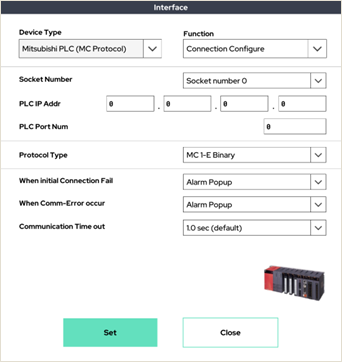 Interface
Device Type Function
Mitsubishi PLC (MC Protocol) Connection Configure
Socket Number Socket number 0
PLC IP Addr 0 . 0 . 0 . 0
PLC Port Num 0
Protocol Type MC 1-E Binary
When initial Connection Fail Alarm Popup
When Comm-Error occur Alarm Popup
Communication Time out 1.0 sec (default)
Set Close